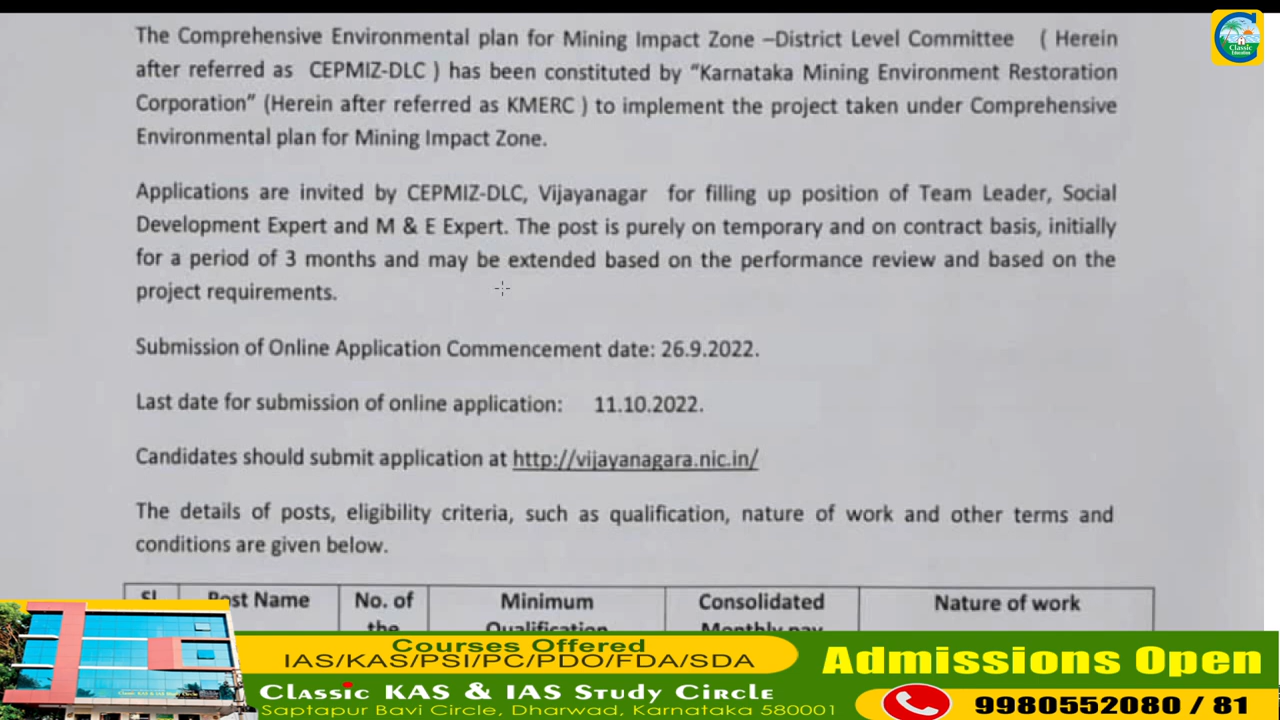 The Comprehensive Environmental plan for Mining Impact Zone –District Level Committee ( Herein
after referred as CEPMIZ-DLC ) has been constituted by “Karnataka Mining Environment Restoration
Corporation” (Herein after referred as KMERC ) to implement the project taken under Comprehensive
Environmental plan for Mining Impact Zone.
Applications are invited by CEPMIZ-DLC, Vijayanagar for filling up position of Team Leader, Social
Development Expert and M & E Expert. The post is purely on temporary and on contract basis, initially
for a period of 3 months and may be extended based on the performance review and based on the
project requirements.
Submission of Online Application Commencement date: 26.9.2022.
Last date for submission of online application: 11.10.2022.
Candidates should submit application at http://vijayanagara.nic.in/
The details of posts, eligibility criteria, such as qualification, nature of work and other terms and
conditions are given below.
Sl Post Name No. of Minimum Consolidated Nature of work
the Qualification Monthly pay
Classic
Education
Courses Offered
IAS/KAS/PSI/PC/PDO/FDA/SDA
Classic KAS & IAS Study Circle
Saptapur Bavi Circle, Dharwad, Karnataka 580001
Admissions Open
9980552080 / 81